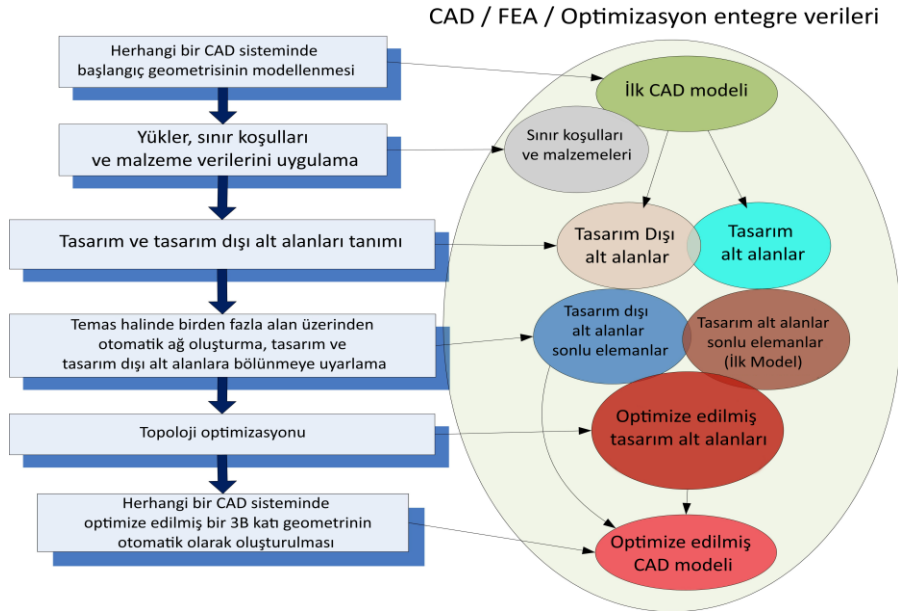 CAD / FEA / Optimizasyon entegre verileri
Herhangi bir CAD sisteminde
başlangıç geometrisinin modellenmesi
Yükler, sınır koşulları
ve malzeme verilerini uygulama
Tasarım ve tasarım dışı alt alanları tanımı
Temas halinde birden fazla alan üzerinden
otomatik ağ oluşturma, tasarım ve
tasarım dışı alt alanlara bölünmeye uyarlama
Topoloji optimizasyonu
Herhangi bir CAD sisteminde
optimize edilmiş bir 3B katı geometrinin
otomatik olarak oluşturulması
İlk CAD modeli
Sınır koşulları
ve malzemeleri
Tasarım Dışı
alt alanlar
Tasarım
alt alanlar
Tasarım dışı
alt alanlar
sonlu elemanlar
Tasarım alt alanlar
sonlu elemanlar
(İlk Model)
Optimize edilmiş
tasarım alt alanları
Optimize edilmiş
CAD modeli